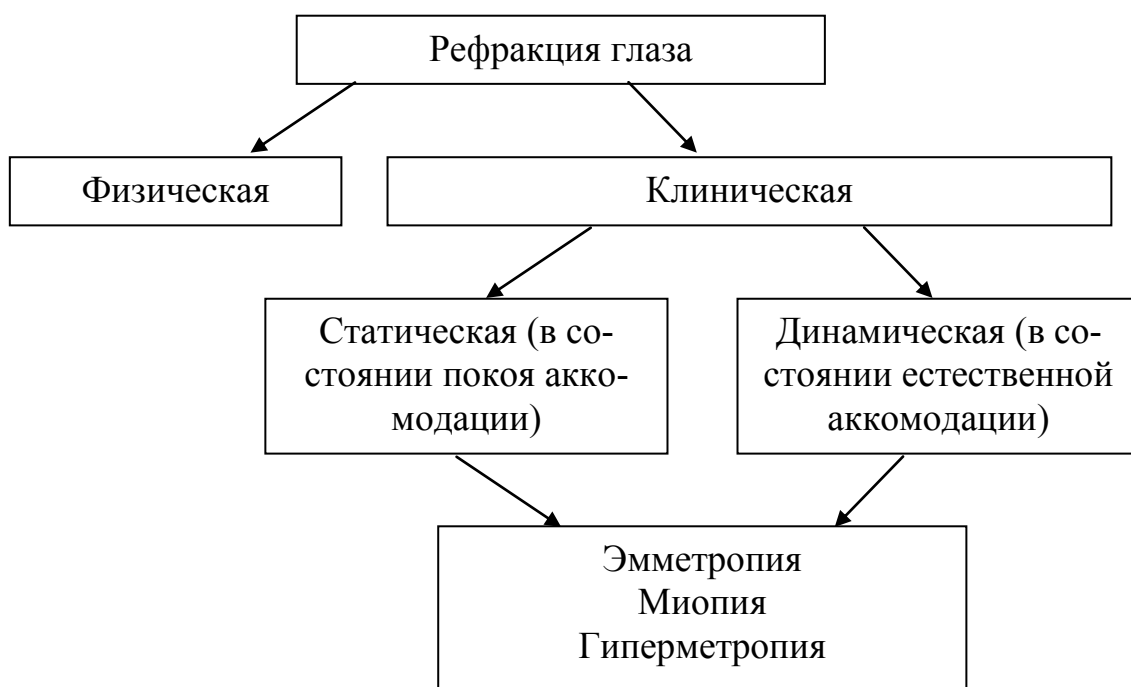 Рефракция глаза
Физическая
Клиническая
Статическая (в со-
стоянии покоя акко-
модации)
Динамическая (в со-
стоянии естественной
аккомодации)
Эмметропия
Миопия
Гиперметропия